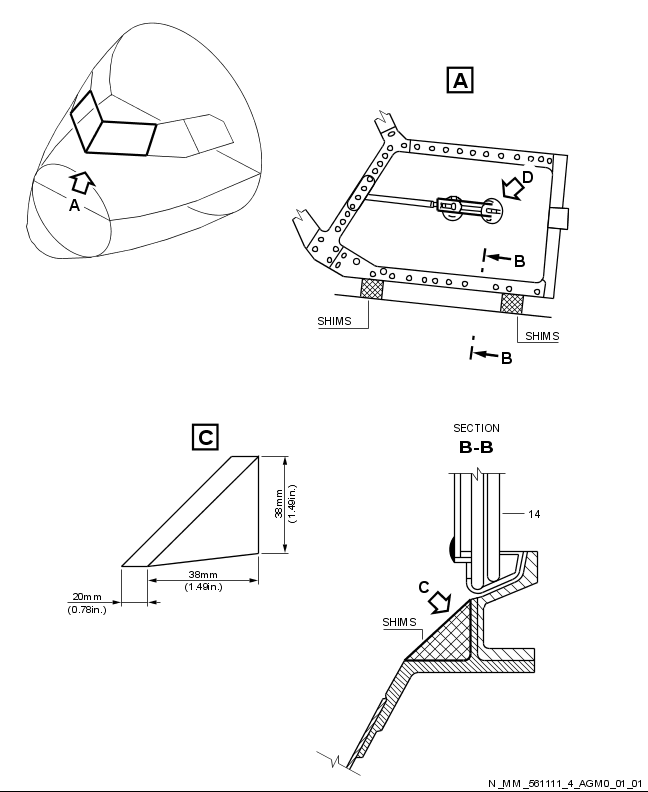 A
A
D
B
SHIMS
SHIMS
B
C
SECTION
B-B
38mm
(1.49in.)
14
38mm
(1.49in.)
20mm
(0.78in.)
C
SHIMS
N_MM_561111_4_AGM0_01_01